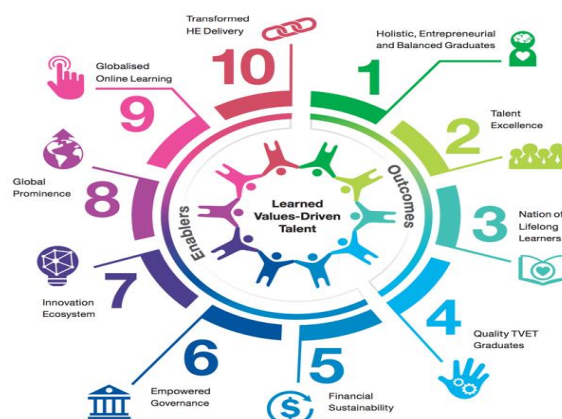 Transformed
HE Delivery
10
1
Holistic, Entrepreneurial
and Balanced Graduates
Globalised
Online Learning
9
2
Talent
Excellence
Global
Prominence
8
3
Nation of
Lifelong
Learners
Enablers
Learned
Values-Driven
Talent
Outcomes
Innovation
Ecosystem
7
4
Quality TVET
Graduates
6
Empowered
Governance
5
$
Financial
Sustainability